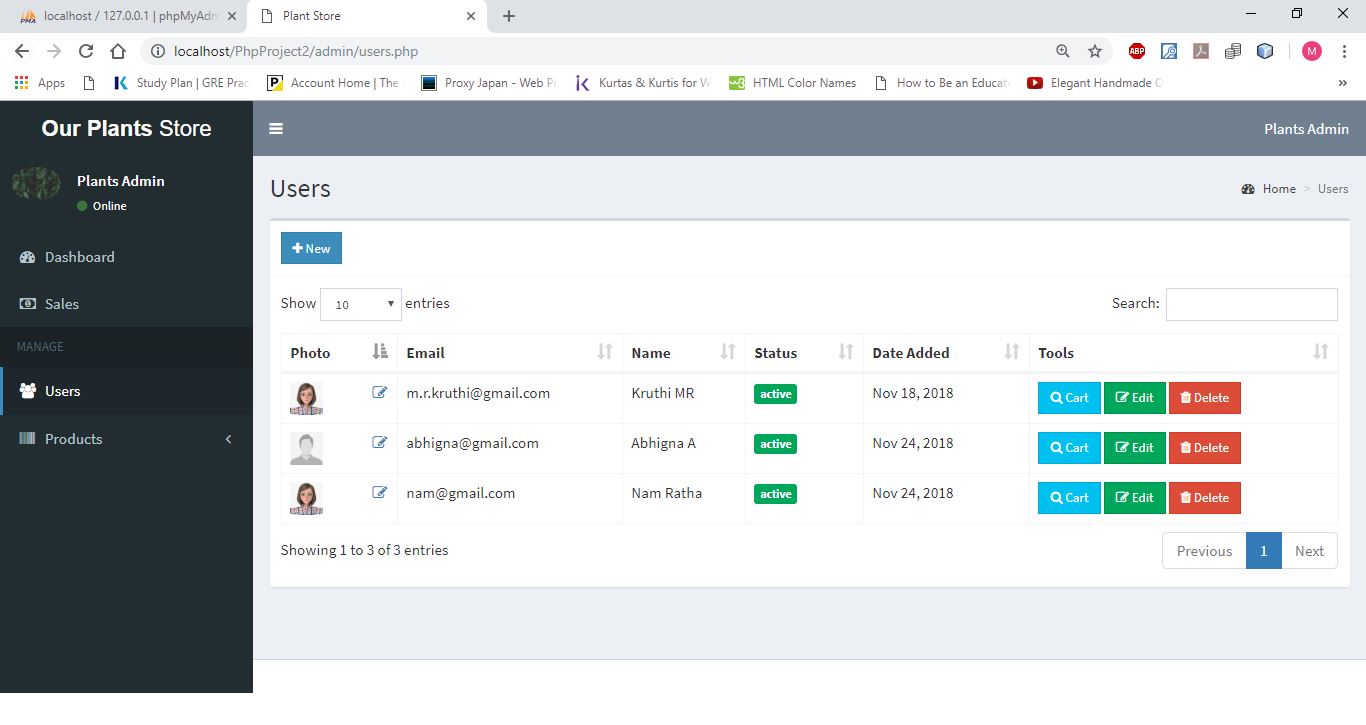 localhost / 127.0.0.1 | phpMyAdm
Plant Store
localhost/PhpProject2/admin/users.php
ABP
M
Apps
Study Plan | GRE Prac
Account Home | The
Proxy Japan - Web Pr
Kurtas & Kurtis for W
HTML Color Names
How to Be an Educat
Elegant Handmade C
»
Our Plants Store
Plants Admin
Plants Admin
Online
Users
Home > Users
New
Dashboard
Sales
MANAGE
Users
Products
Show 10 entries
Search:
Photo Email Name Status Date Added Tools
m.r.kruthi@gmail.com Kruthi MR active Nov 18, 2018 Cart Edit Delete
abhigna@gmail.com Abhigna A active Nov 24, 2018 Cart Edit Delete
nam@gmail.com Nam Ratha active Nov 24, 2018 Cart Edit Delete
Showing 1 to 3 of 3 entries
Previous 1 Next